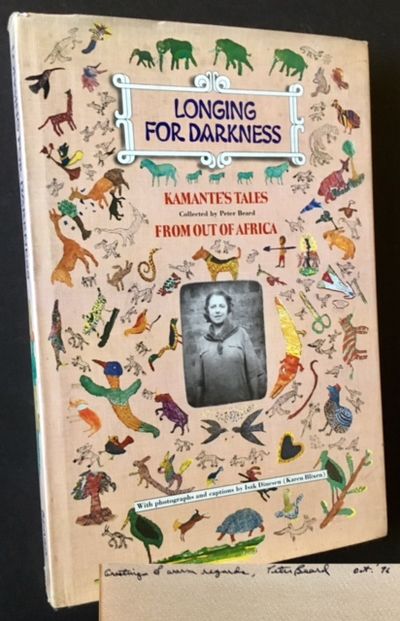 LONGING
FOR DARKNESS
KAMANTE'S TALES
Collected by Peter Beard
FROM OUT OF AFRICA
With photographs and captions by Isak Dinesen (Karen Blixen)
Greetings & warm regards, Peter Beard Oct. '76